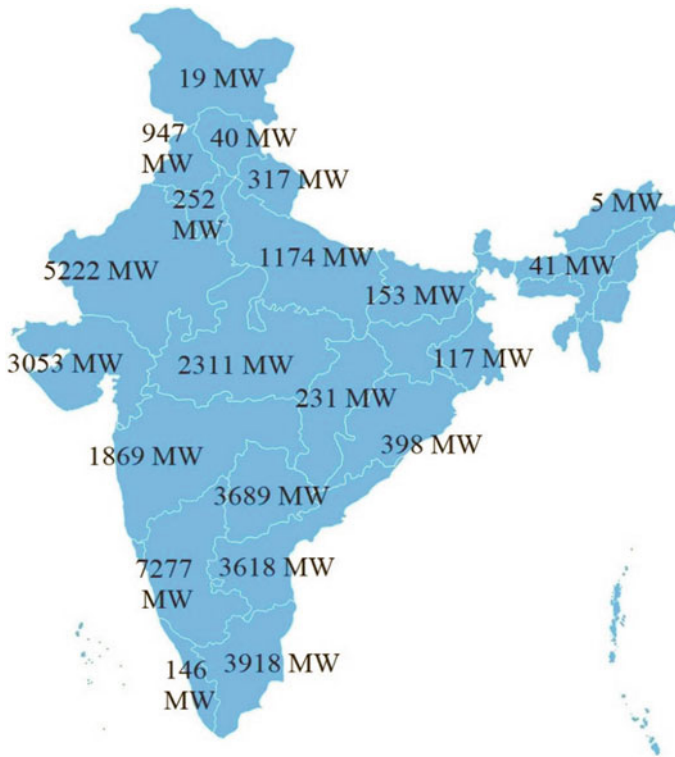 19 MW
947
MW
40 MW
317 MW
252
MW
5 MW
1174 MW
41 MW
5222 MW
153 MW
3053 MW
2311 MW
117 MW
231 MW
398 MW
1869 MW
3689 MW
7277
MW
3618 MW
146
MW
3918 MW